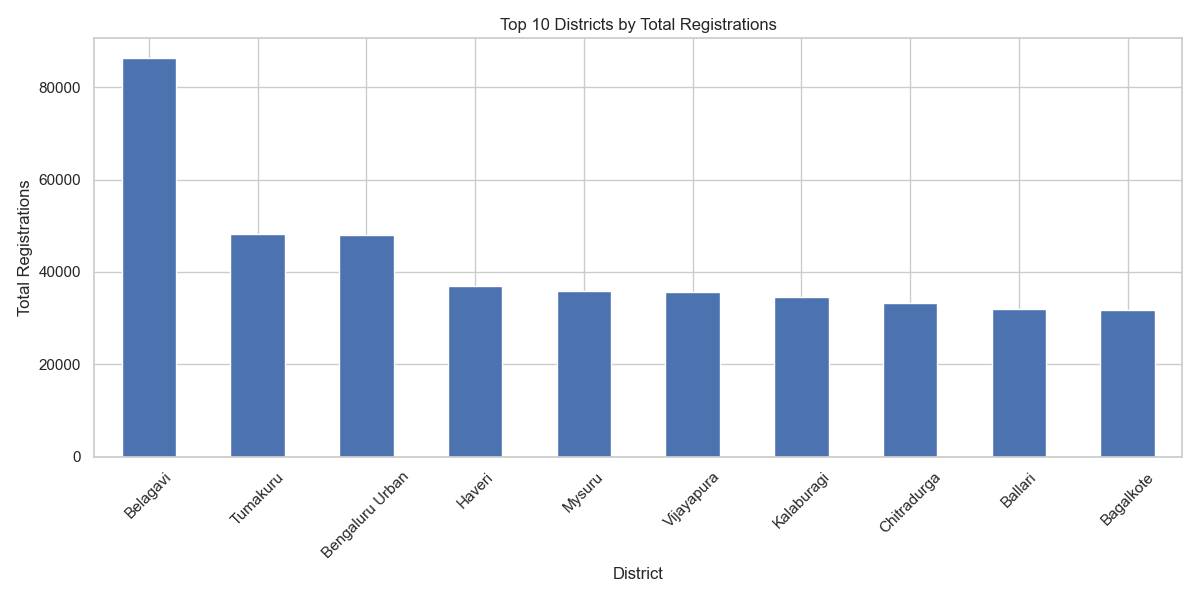 Top 10 Districts by Total Registrations
Total Registrations
80000
60000
40000
20000
0
Belagavi
Tumakuru
Bengaluru Urban
Haveri
Mysuru
Vijayapura
Kalaburagi
Chitradurga
Ballari
Bagalkote
District